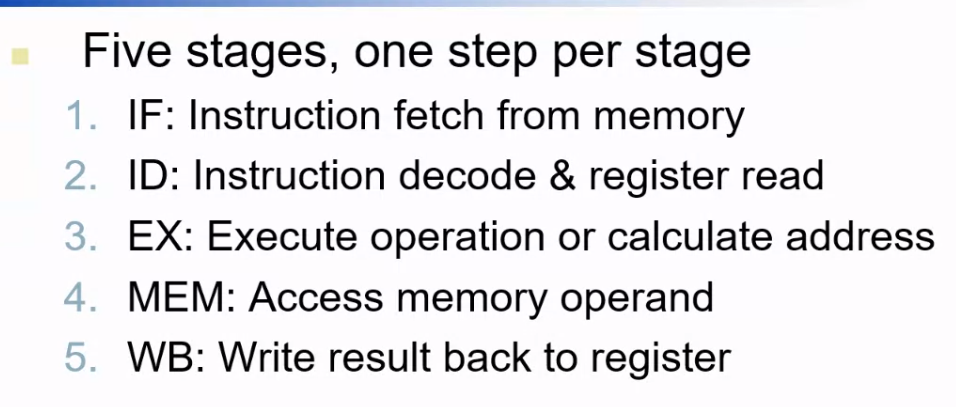 Five stages, one step per stage
1. IF: Instruction fetch from memory
2. ID: Instruction decode & register read
3. EX: Execute operation or calculate address
4. MEM: Access memory operand
5. WB: Write result back to register